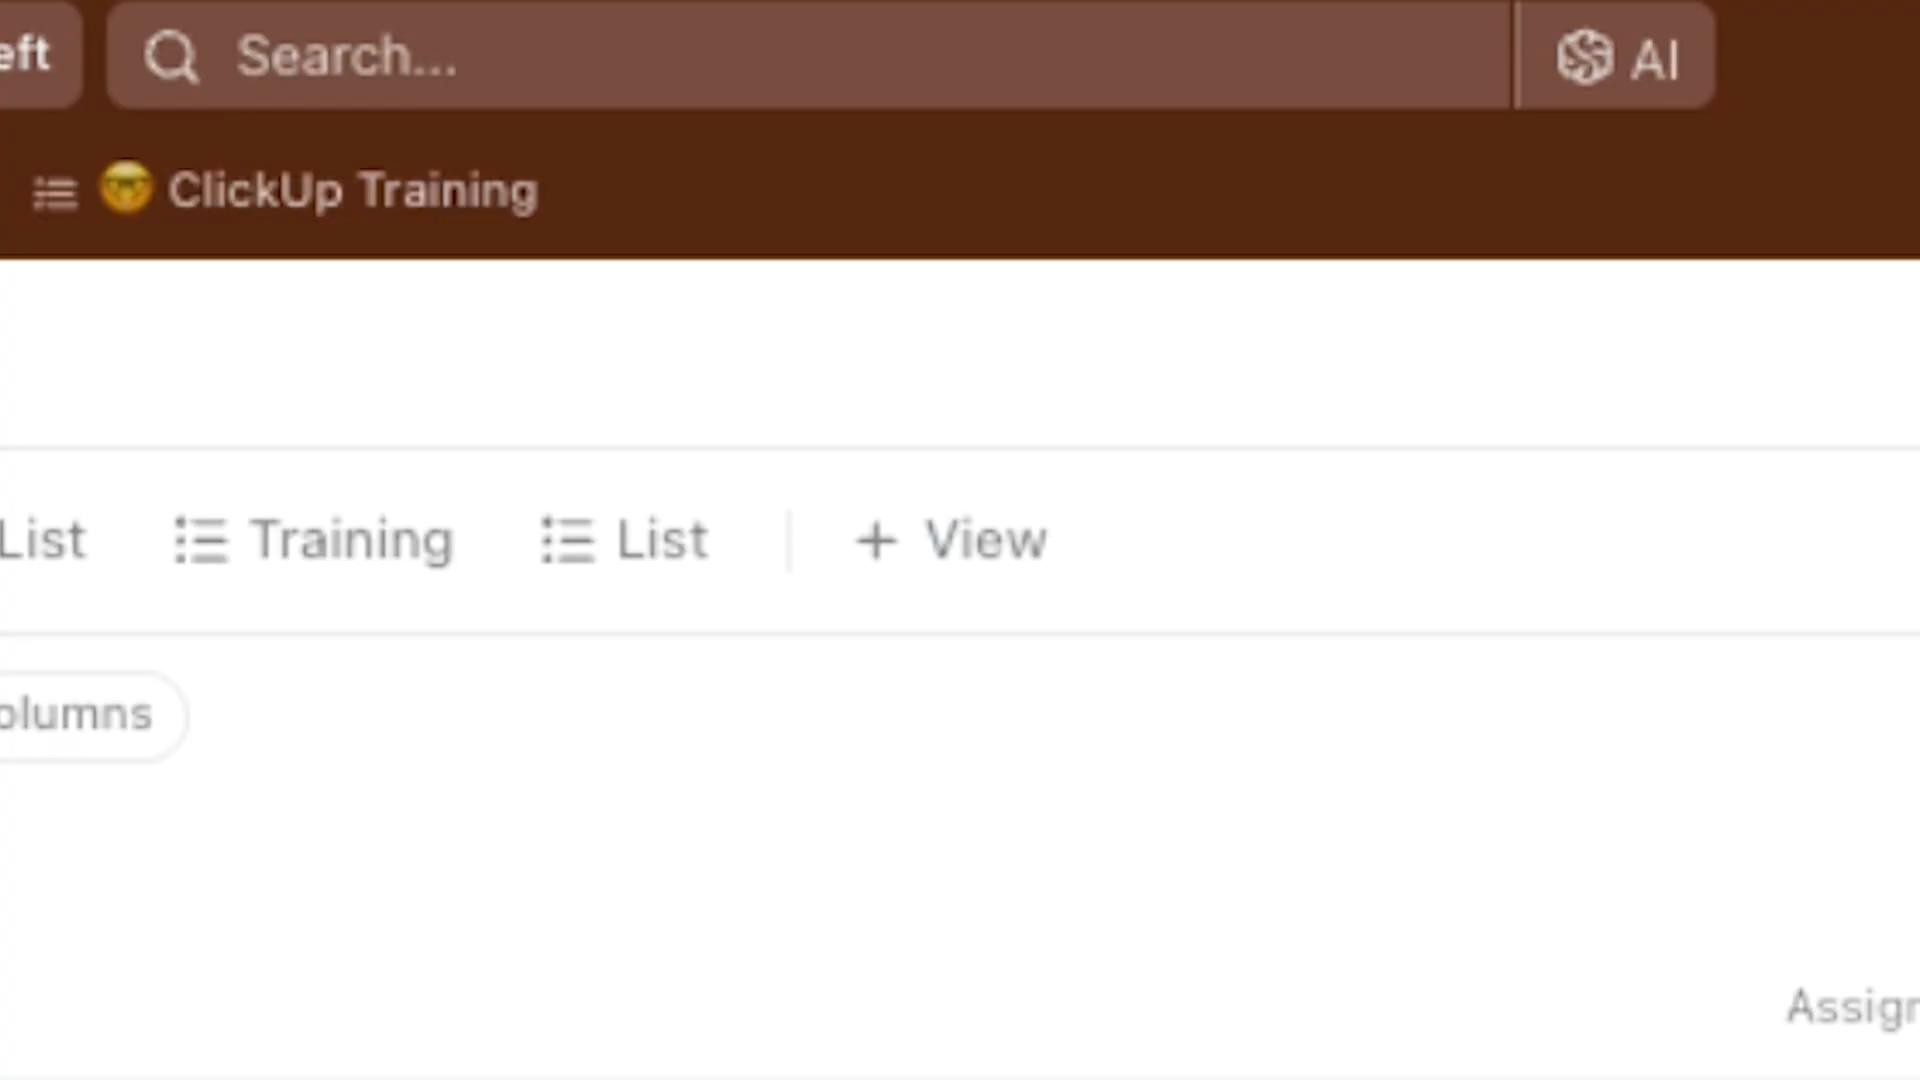 eft Search... AI
ClickUp Training
List Training List + View
olumns
Assign